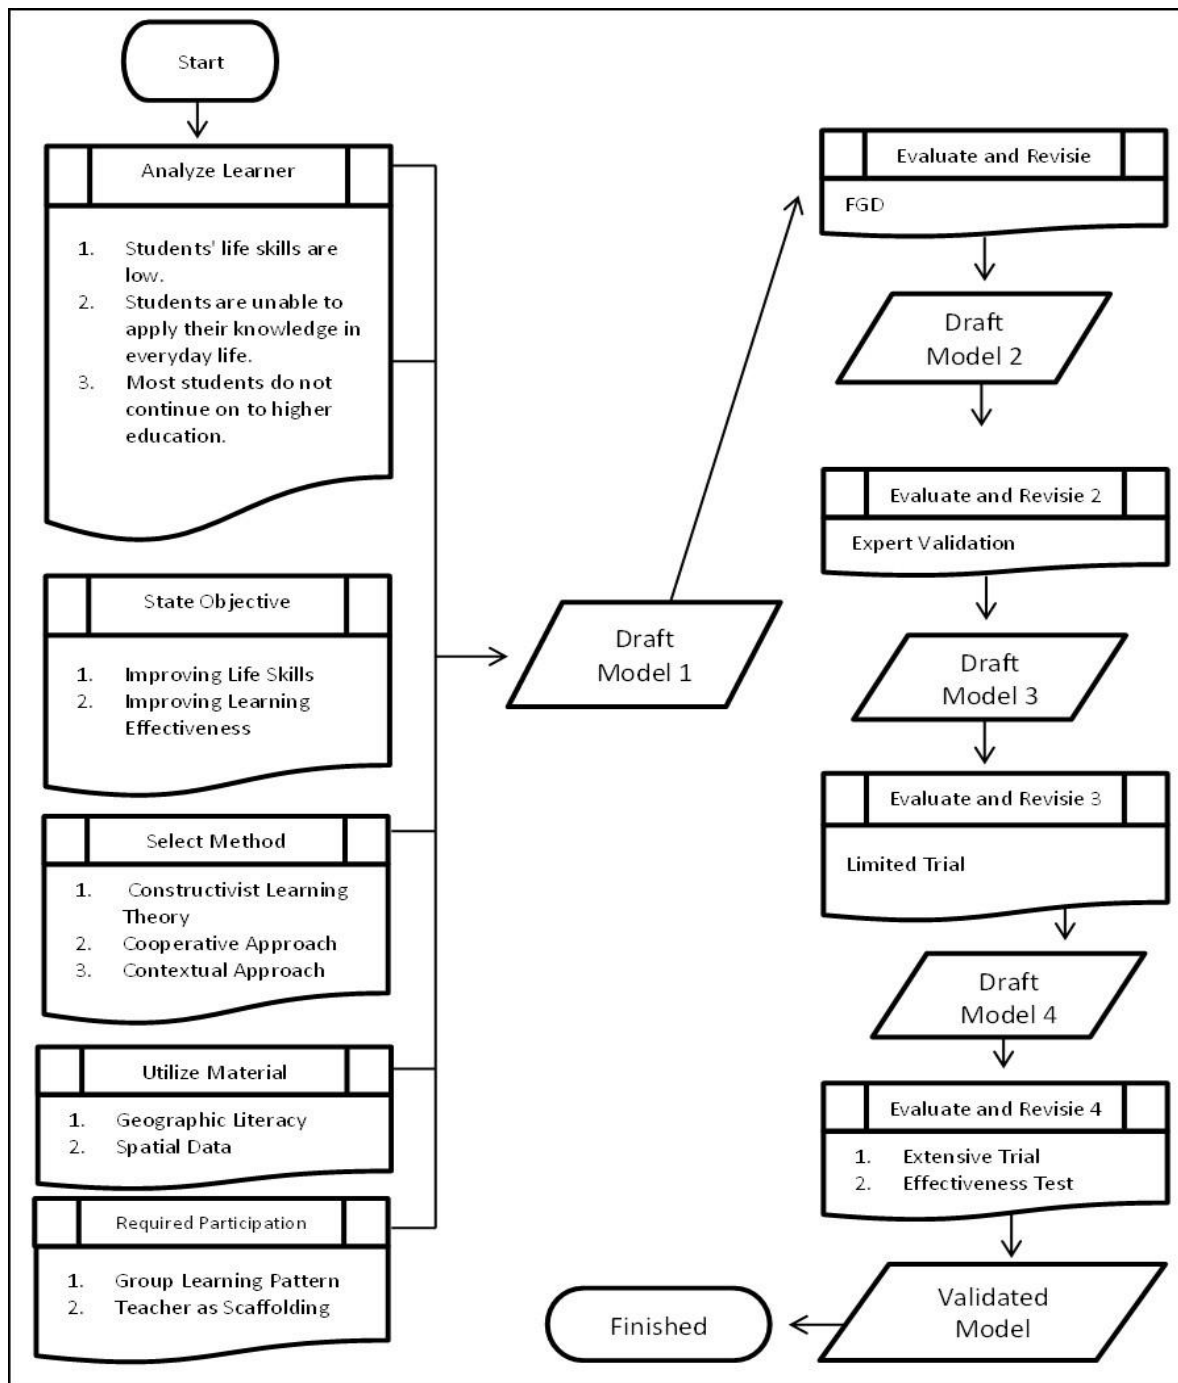 Start
Analyze Learner
1. Students' life skills are
low.
2. Students are unable to
apply their knowledge in
everyday life.
3. Most students do not
continue on to higher
education.
State Objective
1. Improving Life Skills
2. Improving Learning
Effectiveness
Select Method
1. Constructivist Learning
Theory
2. Cooperative Approach
3. Contextual Approach
Utilize Material
1. Geographic Literacy
2. Spatial Data
Required Participation
1. Group Learning Pattern
2. Teacher as Scaffolding
Draft
Model 1
Evaluate and Revisie
FGD
Draft
Model 2
Evaluate and Revisie 2
Expert Validation
Draft
Model 3
Evaluate and Revisie 3
Limited Trial
Draft
Model 4
Evaluate and Revisie 4
1. Extensive Trial
2. Effectiveness Test
Validated
Model
Finished